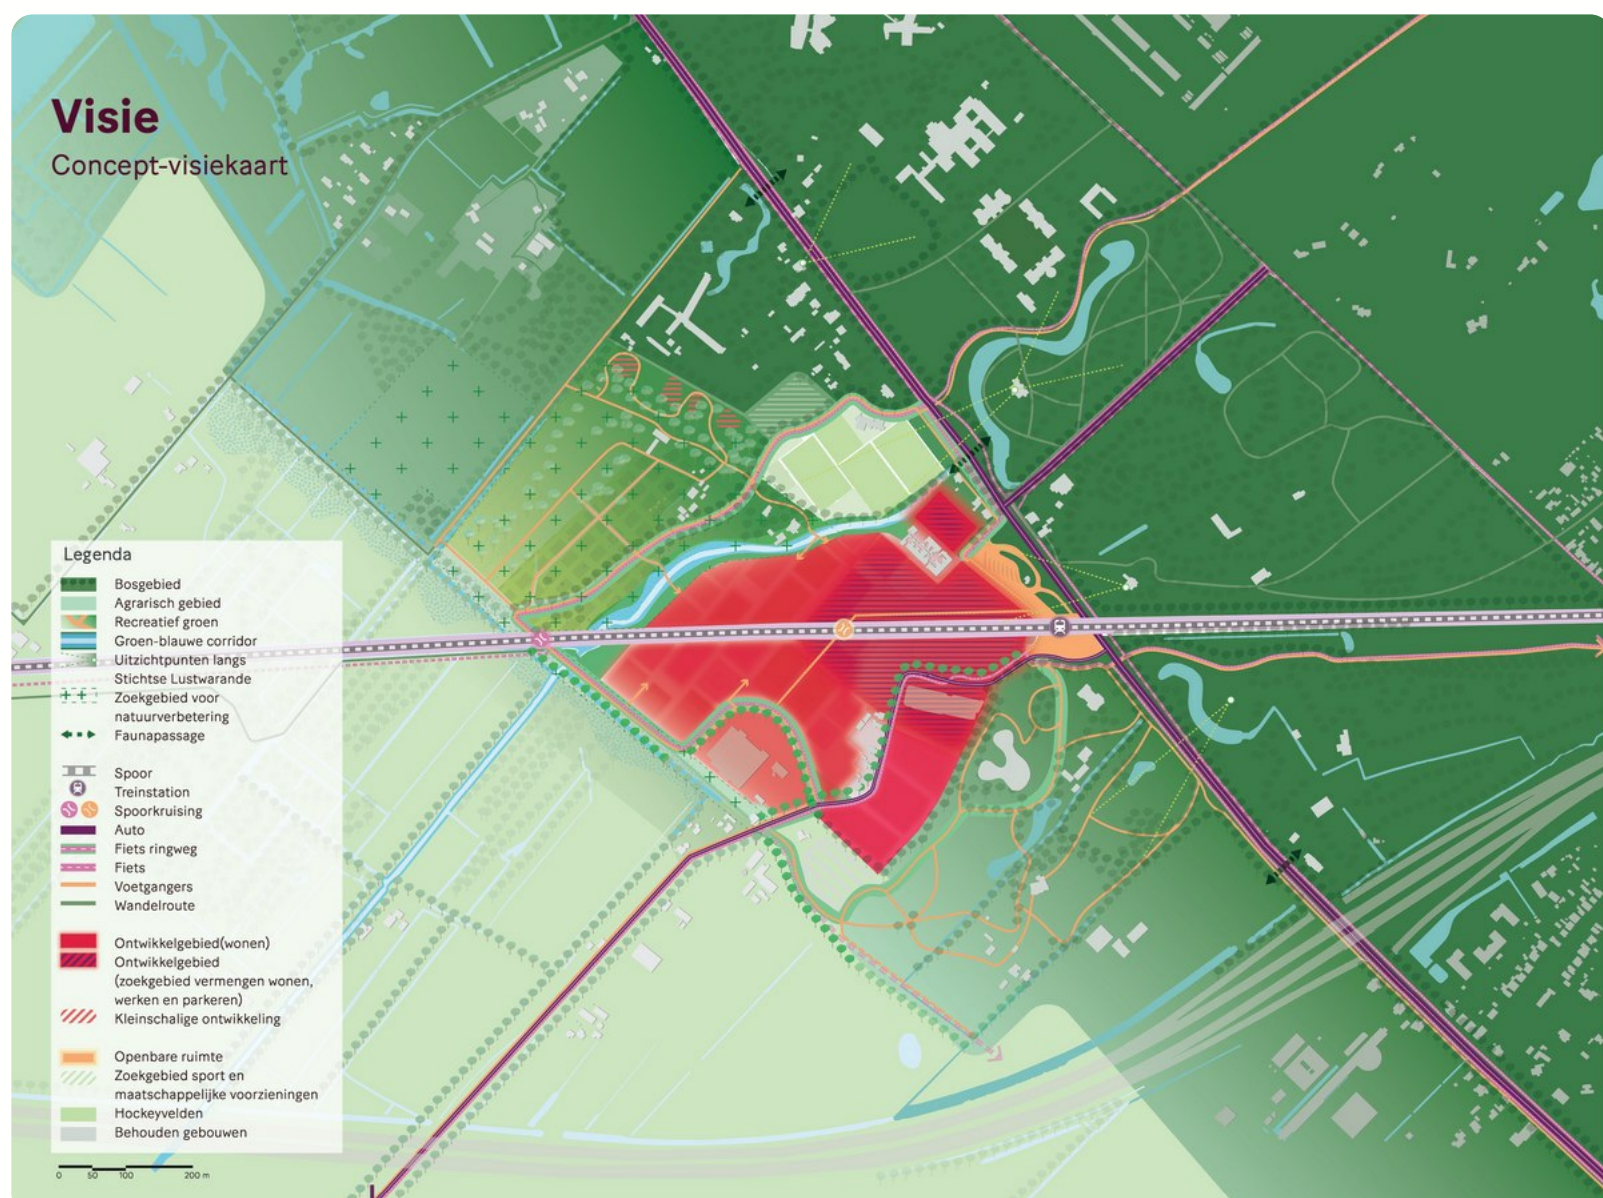 Visie
Concept-visiekaart
Legenda
Bosgebied
Agrarisch gebied
Recreatief groen
Groen-blauwe corridor
Uitzichtpunten langs
Stichtse Lustwarande
Zoekgebied voor
natuurverbetering
Faunapassage
Spoor
Treinstation
Spoorkruising
Auto
Fiets ringweg
Fiets
Voetgangers
Wandelroute
Ontwikkelgebied(wonen)
Ontwikkelgebied
(zoekgebied vermengen wonen,
werken en parkeren)
Kleinschalige ontwikkeling
Openbare ruimte
Zoekgebied sport en
maatschappelijke voorzieningen
Hockeyvelden
Behouden gebouwen
0 50 100 200 m